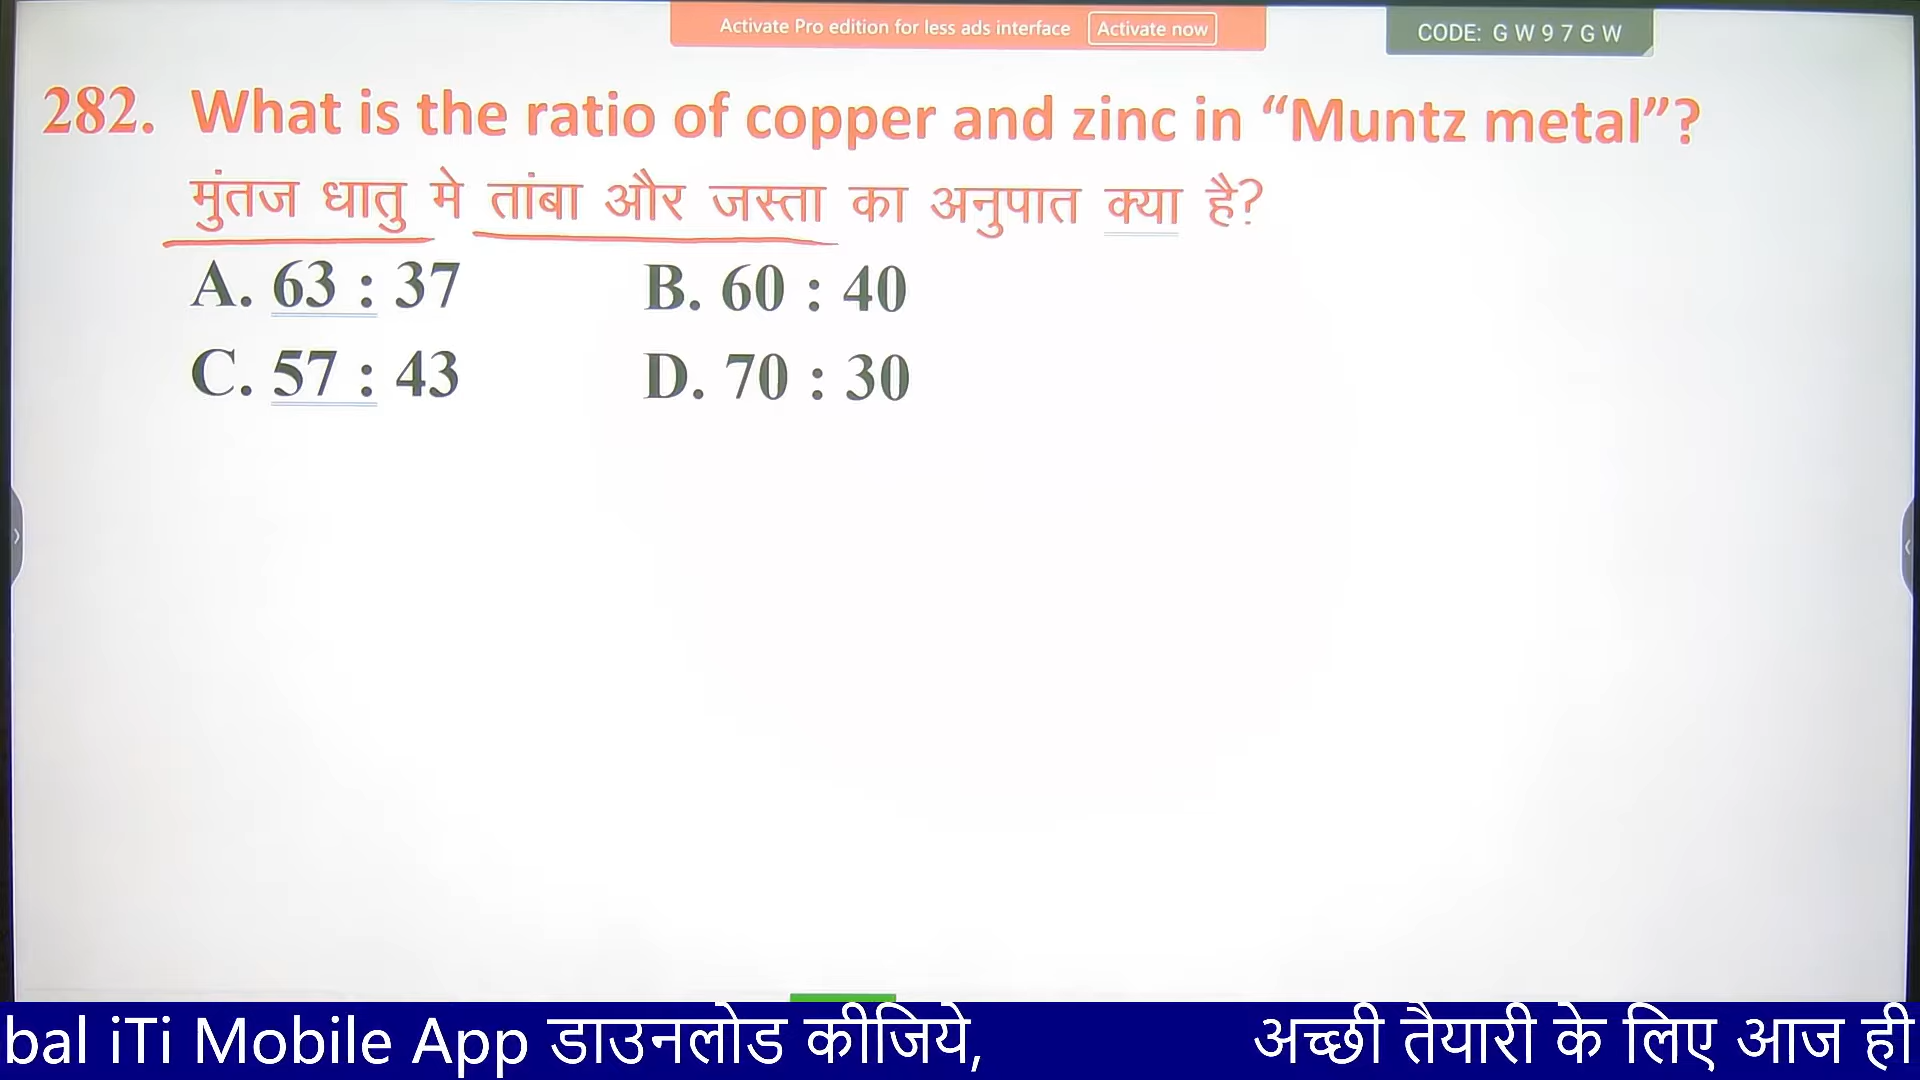 Activate Pro edition for less ads interface Activate now
CODE: G W 9 7 G W
282. What is the ratio of copper and zinc in “Muntz metal”?
मुंतज धातु मे तांबा और जस्ता का अनुपात क्या है?
A. 63 : 37 B. 60 : 40
C. 57 : 43 D. 70 : 30
bal iTi Mobile App डाउनलोड कीजिये, अच्छी तैयारी के लिए आज ही